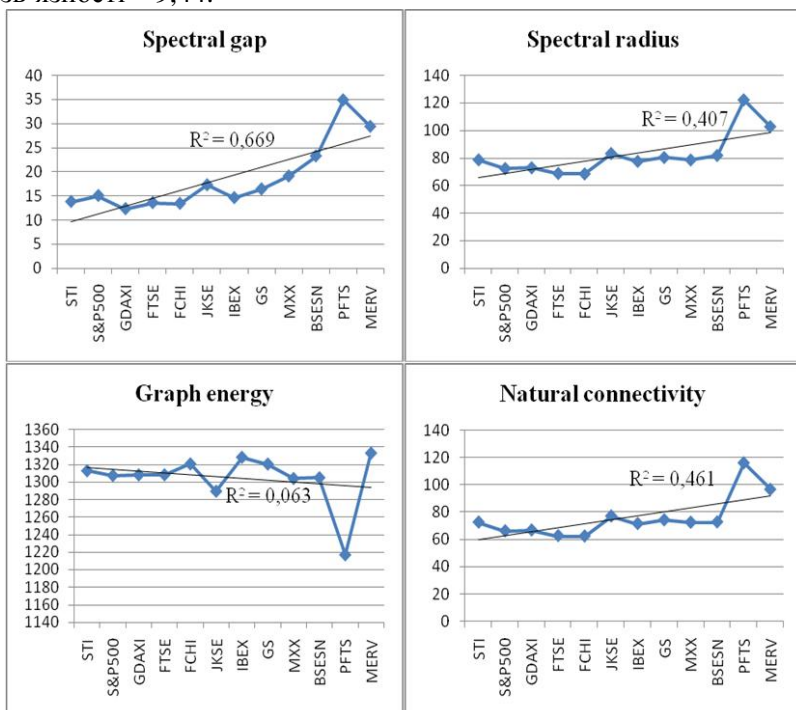 Spectral gap
40
35
30
25
20
15
10
5
0
R² = 0,669
STI
S&P500
GDAXI
FTSE
FCHI
JKSE
IBEX
GS
MXX
BSESN
PFTS
MERV
Spectral radius
140
120
100
80
60
40
20
0
R² = 0,407
STI
S&P500
GDAXI
FTSE
FCHI
JKSE
IBEX
GS
MXX
BSESN
PFTS
MERV
Graph energy
1360
1340
1320
1300
1280
1260
1240
1220
1200
1180
1160
1140
R² = 0,063
STI
S&P500
GDAXI
FTSE
FCHI
JKSE
IBEX
GS
MXX
BSESN
PFTS
MERV
Natural connectivity
140
120
100
80
60
40
20
0
R² = 0,461
STI
S&P500
GDAXI
FTSE
FCHI
JKSE
IBEX
GS
MXX
BSESN
PFTS
MERV